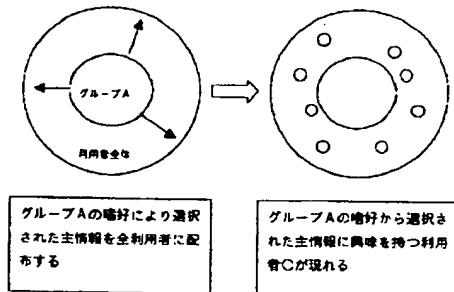 グループA
利用者全体
グループAの嗜好により選択
された主情報を全利用者に配
布する
グループAの嗜好から選択さ
れた主情報に興味を持つ利用
者Cが現れる